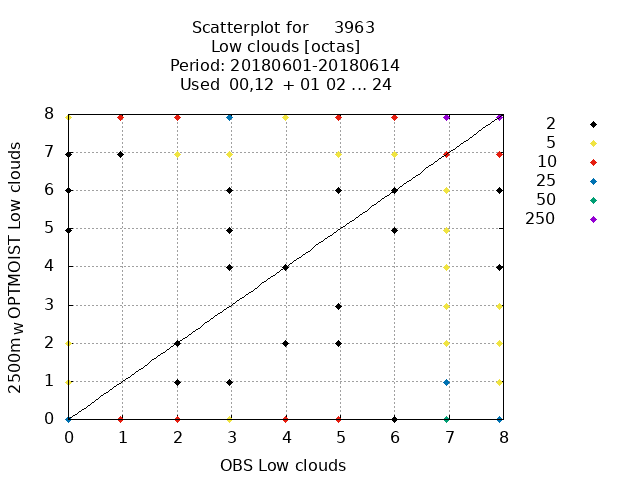 Scatterplot for 3963
Low clouds [octas]
Period: 20180601-20180614
Used 00,12 + 01 02 ... 24
2500m w OPTMOIST Low clouds
8
7
6
5
4
3
2
1
0
0 1 2 3 4 5 6 7 8
OBS Low clouds
2
5
10
25
50
250